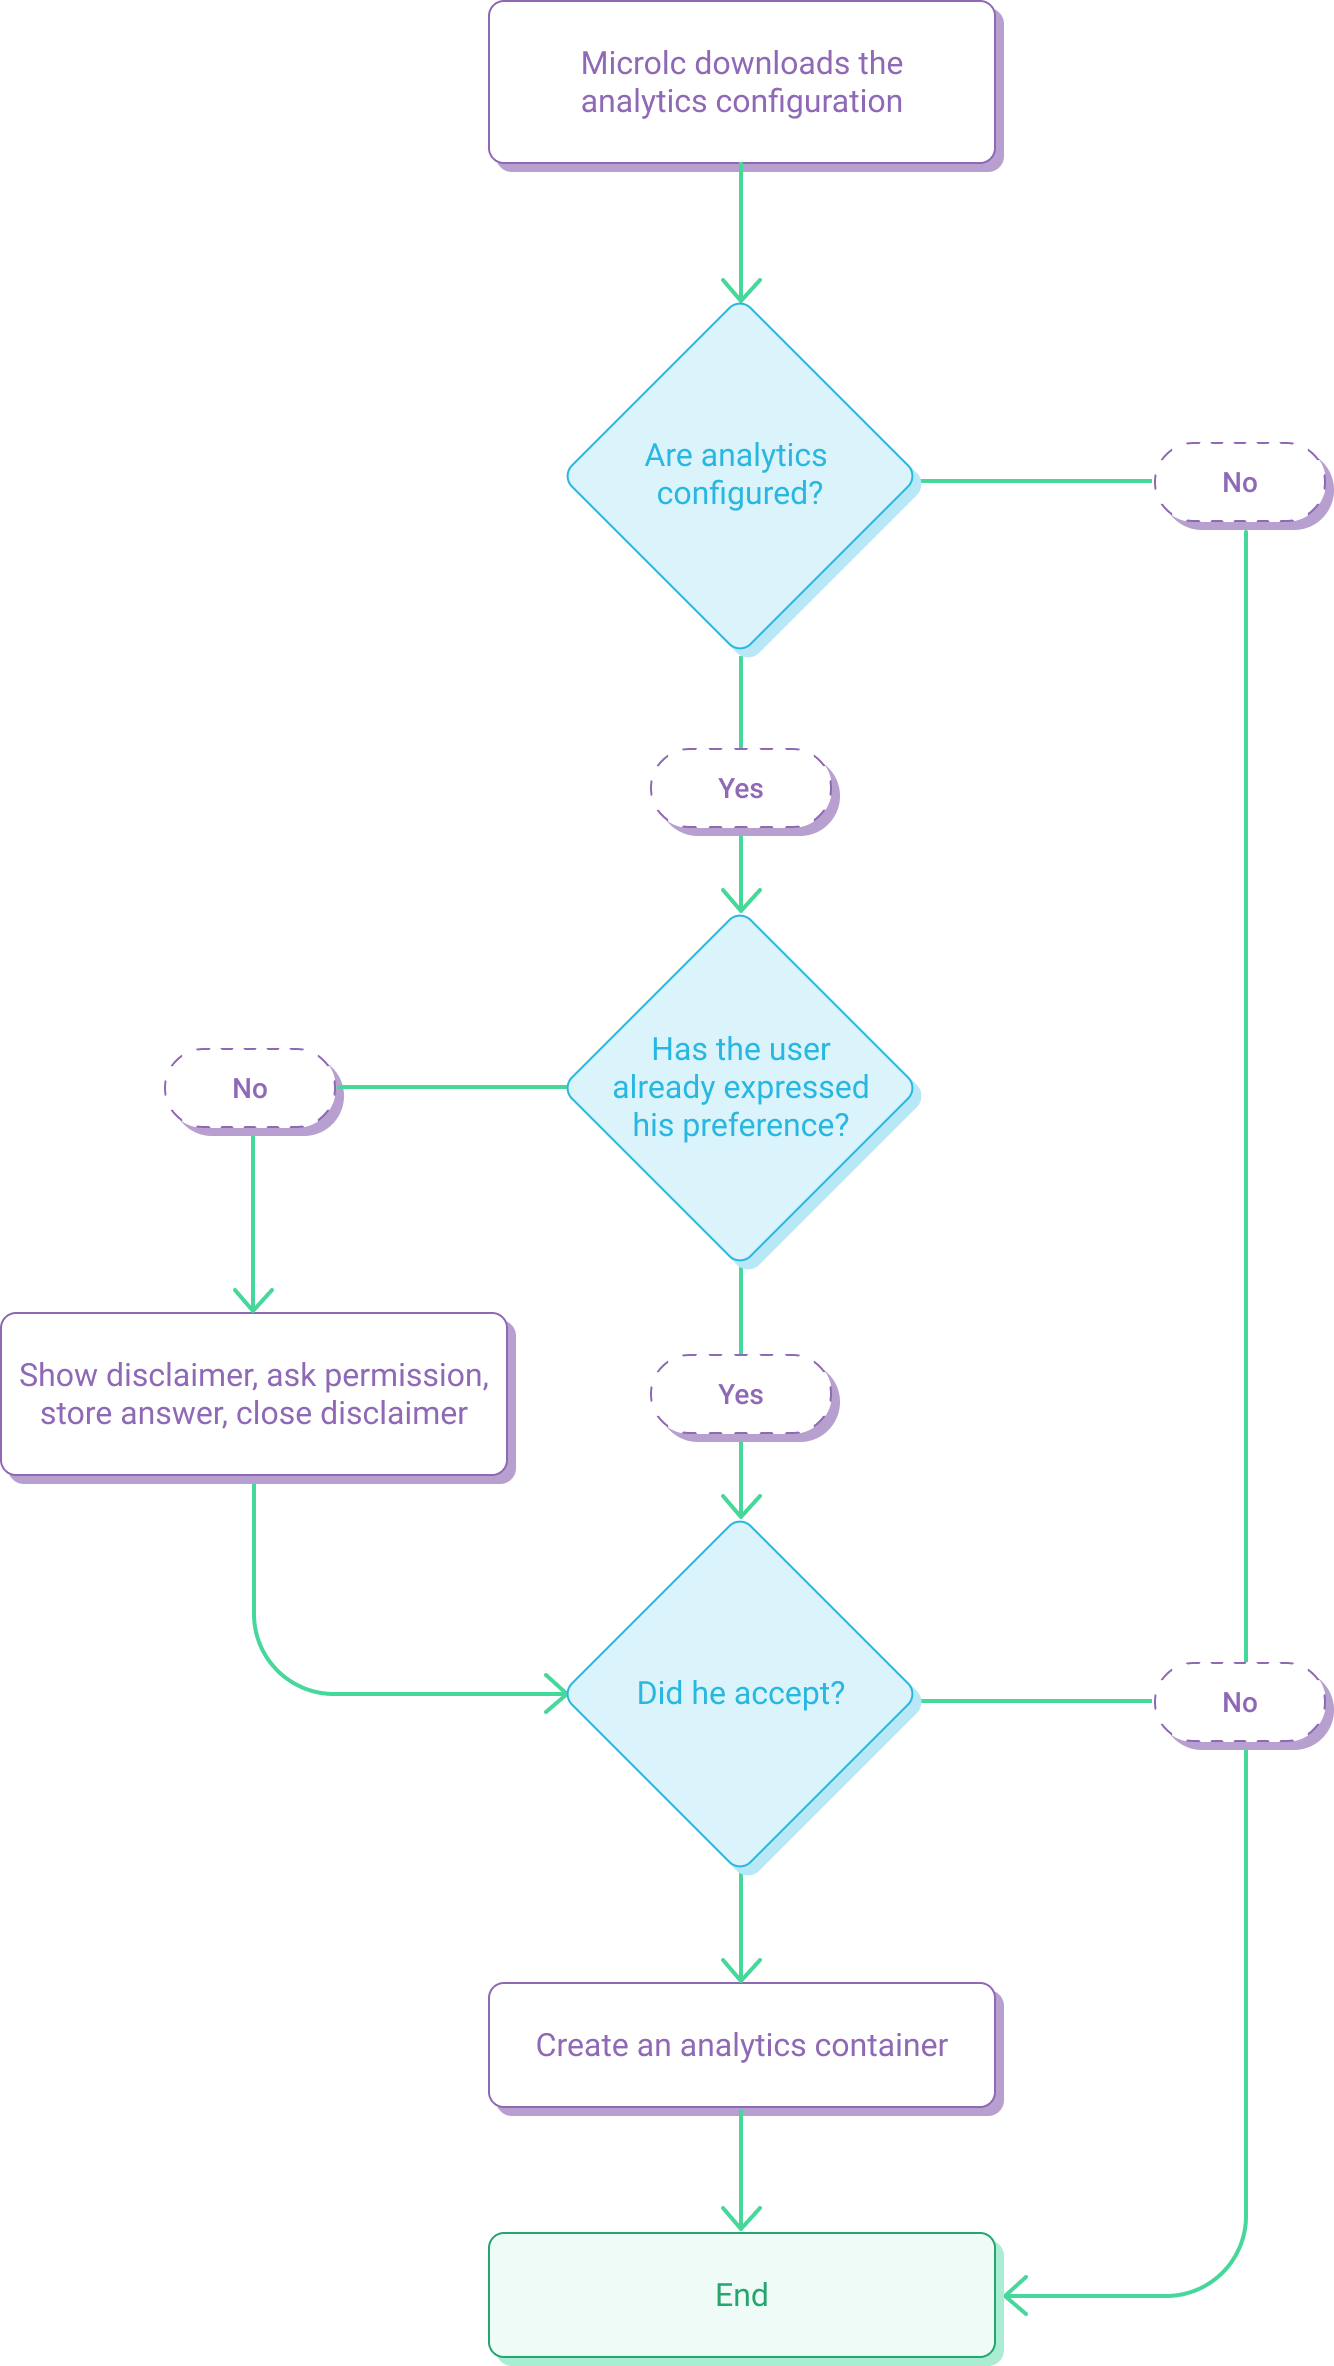 Microlc downloads the
analytics configuration
Are analytics
configured?
No
Yes
Has the user
already expressed
his preference?
No
Show disclaimer, ask permission,
store answer, close disclaimer
Yes
Did he accept?
No
Create an analytics container
End